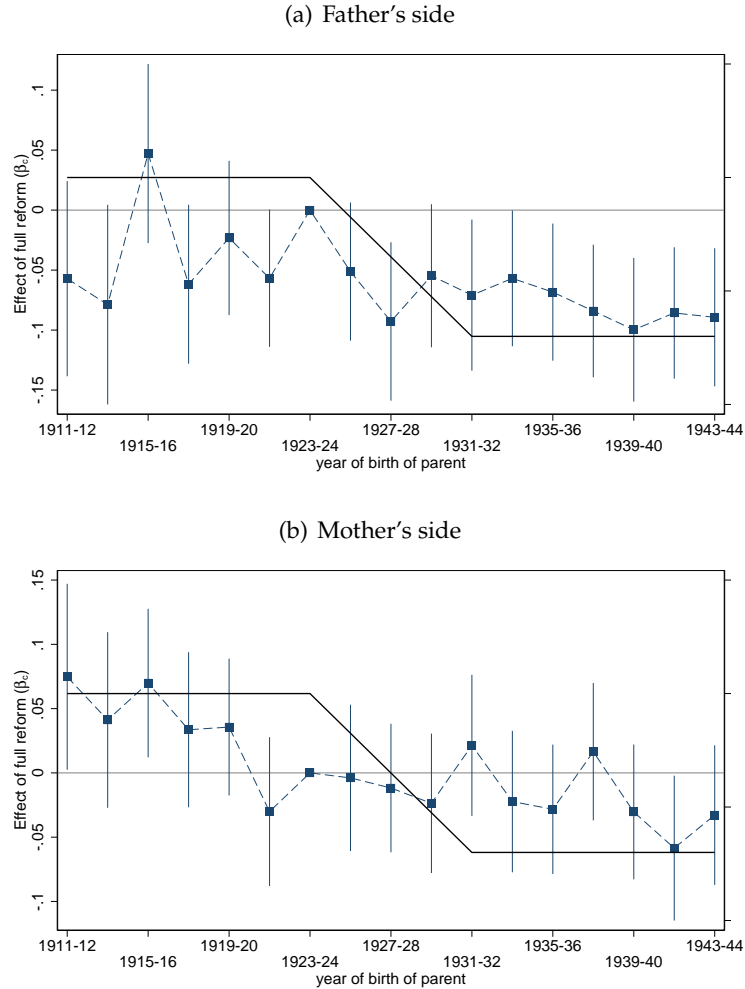 (a) Father's side
Effect of full reform (βc)
.1
.05
0
-.05
-.1
-.15
1911-12 1919-20 1927-28 1935-36 1943-44
1915-16 1923-24 1931-32 1939-40
year of birth of parent
(b) Mother's side
Effect of full reform (βc)
.15
.1
.05
0
-.05
-.1
1911-12 1919-20 1927-28 1935-36 1943-44
1915-16 1923-24 1931-32 1939-40
year of birth of parent